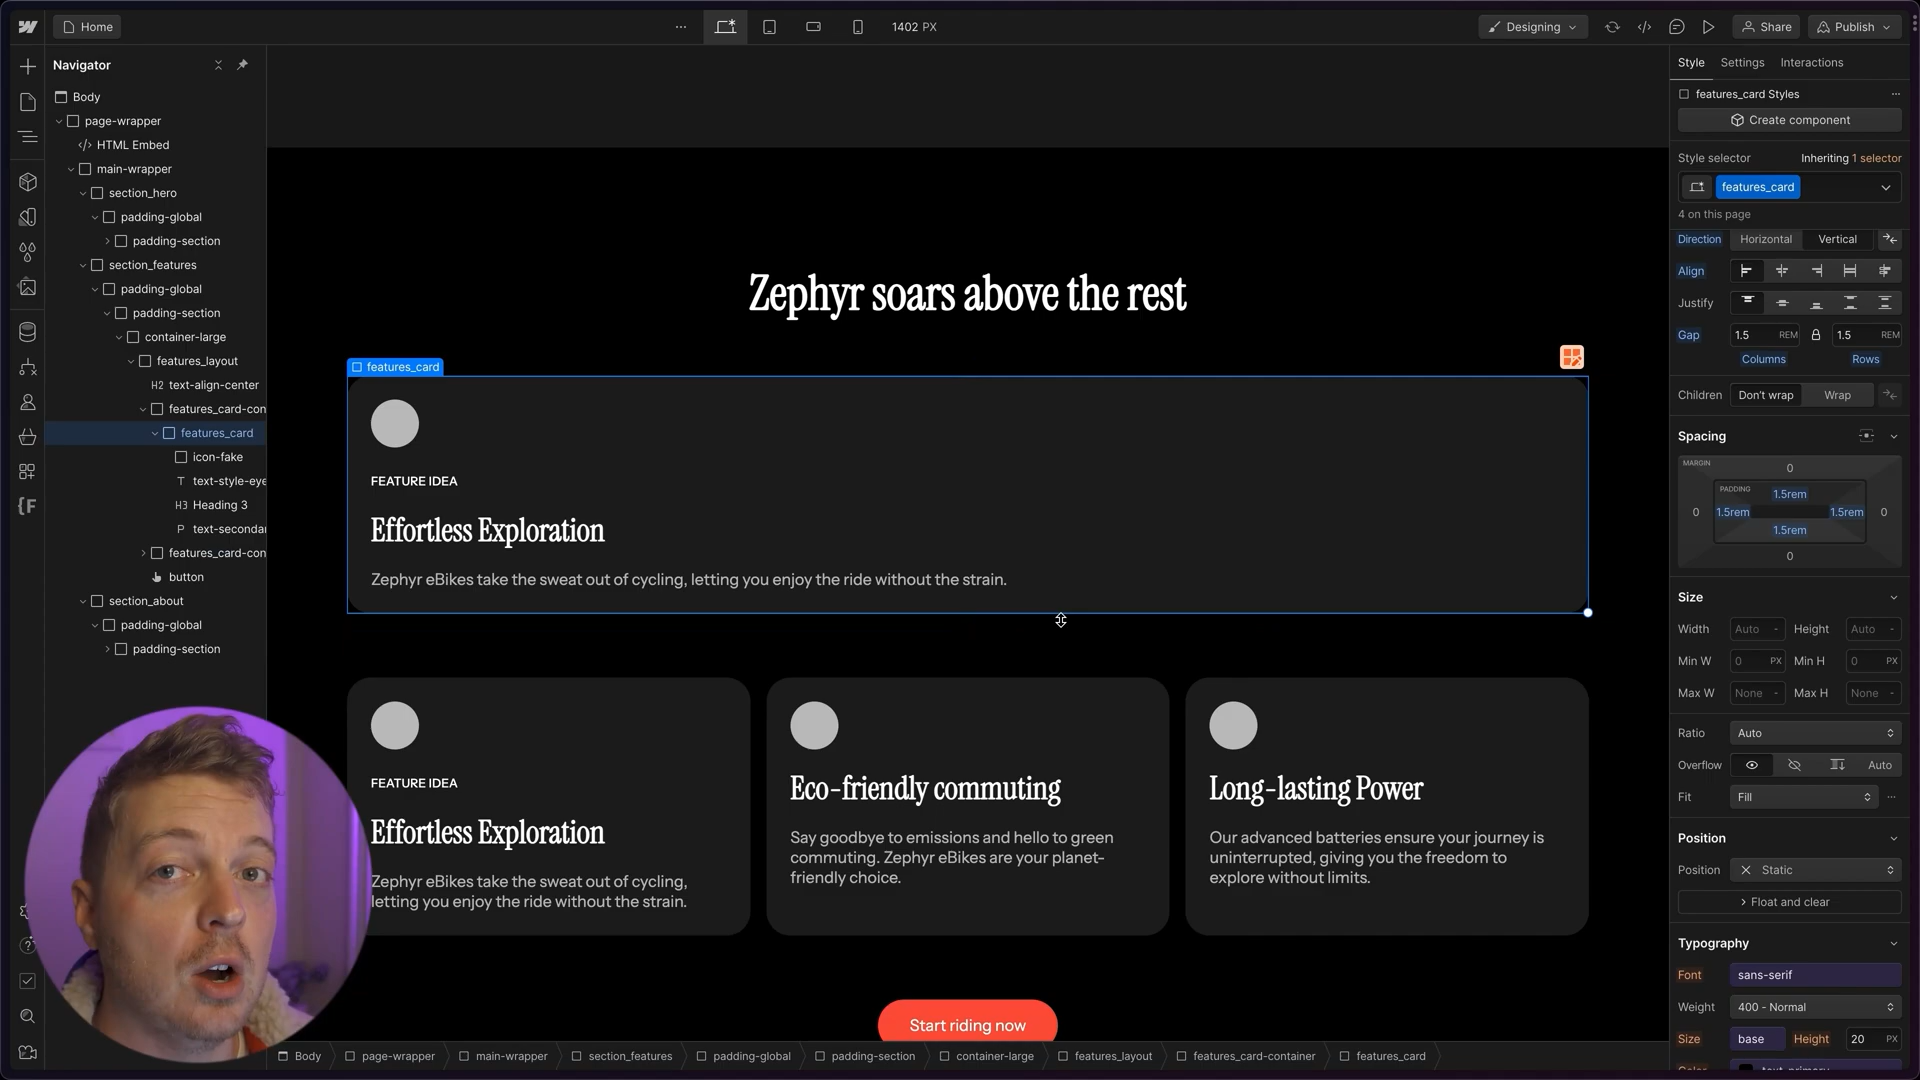 Home
1402 PX
Designing
Share
Publish
Navigator
Body
page-wrapper
HTML Embed
main-wrapper
section_hero
padding-global
padding-section
section_features
padding-global
padding-section
container-large
features_layout
H2 text-align-center
features_card-con
features_card
icon-fake
T text-style-eye
H3 Heading 3
P text-secondar
features_card-con
button
section_about
padding-global
padding-section
Zephyr soars above the rest
features_card
FEATURE IDEA
Effortless Exploration
Zephyr eBikes take the sweat out of cycling, letting you enjoy the ride without the strain.
FEATURE IDEA
Effortless Exploration
Zephyr eBikes take the sweat out of cycling,
letting you enjoy the ride without the strain.
Eco-friendly commuting
Say goodbye to emissions and hello to green
commuting. Zephyr eBikes are your planet-
friendly choice.
Long-lasting Power
Our advanced batteries ensure your journey is
uninterrupted, giving you the freedom to
explore without limits.
Start riding now
Body
page-wrapper
main-wrapper
section_features
padding-global
padding-section
container-large
features_layout
features_card-container
features_card
Style Settings Interactions
features_card Styles
Create component
Style selector Inheriting 1 selector
features_card
4 on this page
Direction Horizontal Vertical
Align
Justify
Gap 1.5 REM 1.5 REM
Columns Rows
Children Don't wrap Wrap
Spacing
MARGIN 0
PADDING 1.5rem
0 1.5rem 1.5rem 0
1.5rem
0
Size
Width Auto - Height Auto -
Min W 0 PX Min H 0 PX
Max W None - Max H None -
Ratio Auto
Overflow Auto
Fit Fill
Position
Position Static
Float and clear
Typography
Font sans-serif
Weight 400 - Normal
Size base Height 20 PX